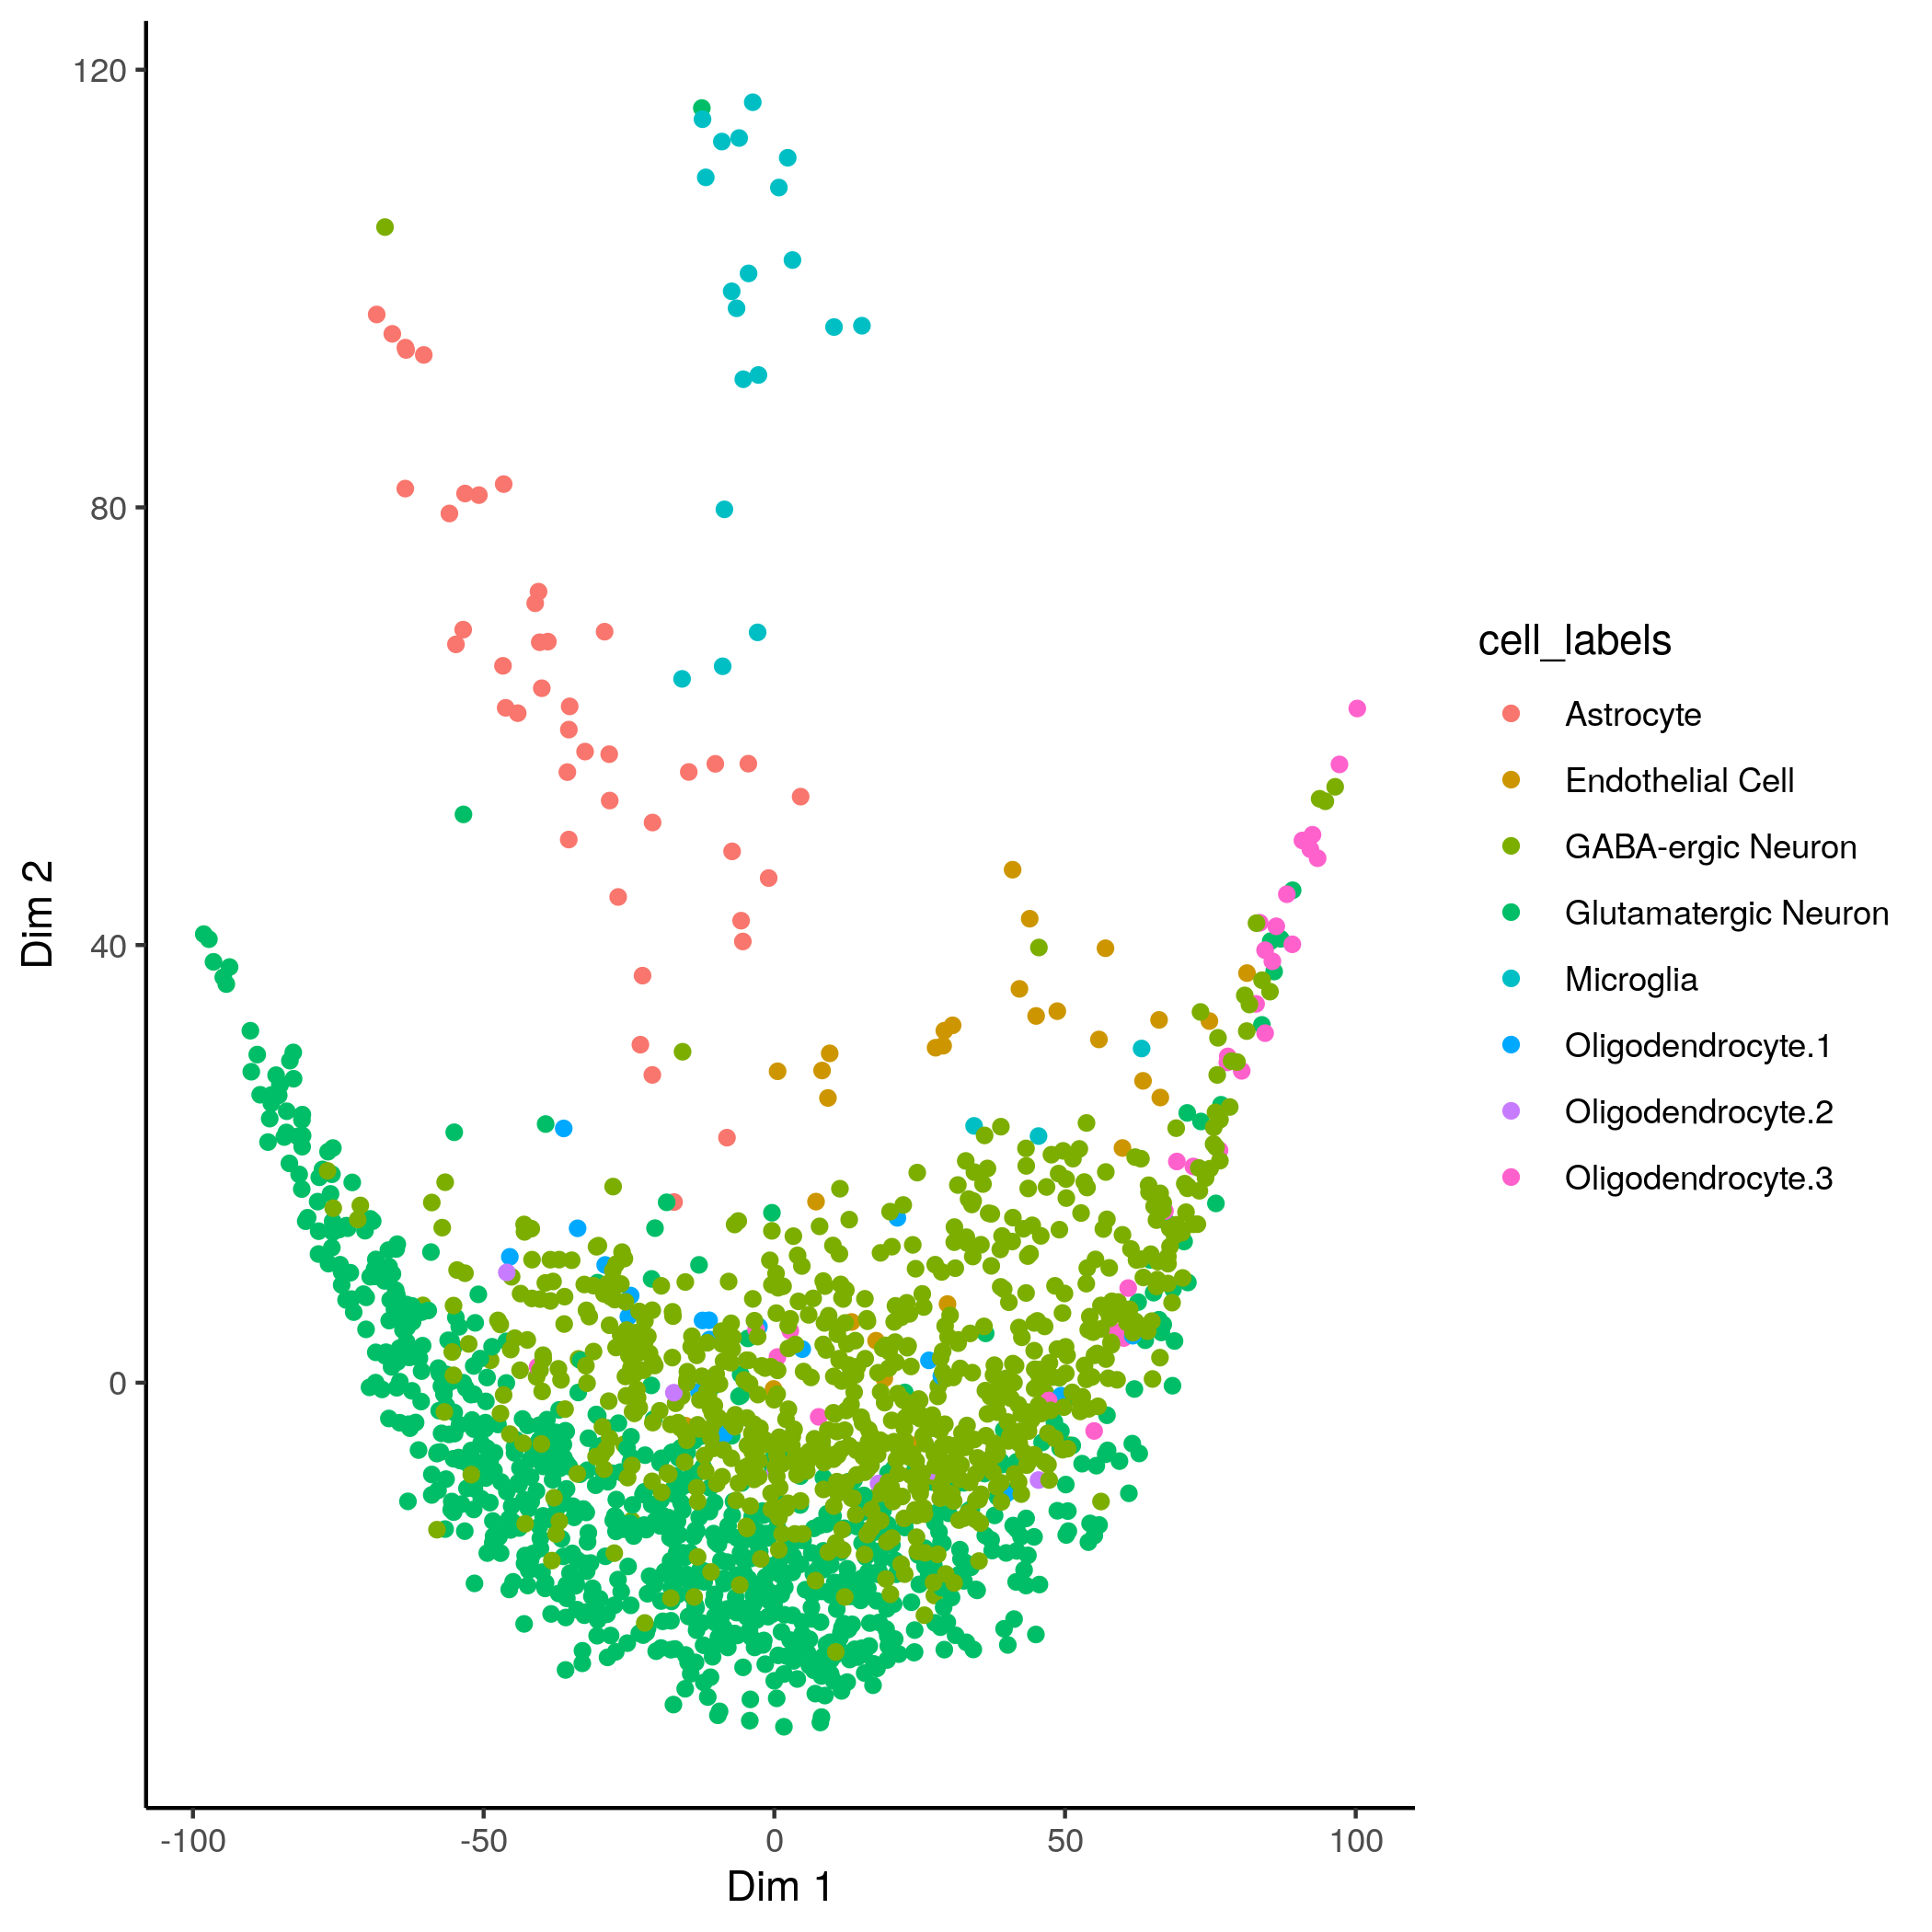 120
80
40
0
Dim 2
-100
-50
0
50
100
Dim 1
cell_labels
Astrocyte
Endothelial Cell
GABA-ergic Neuron
Glutamatergic Neuron
Microglia
Oligodendrocyte.1
Oligodendrocyte.2
Oligodendrocyte.3